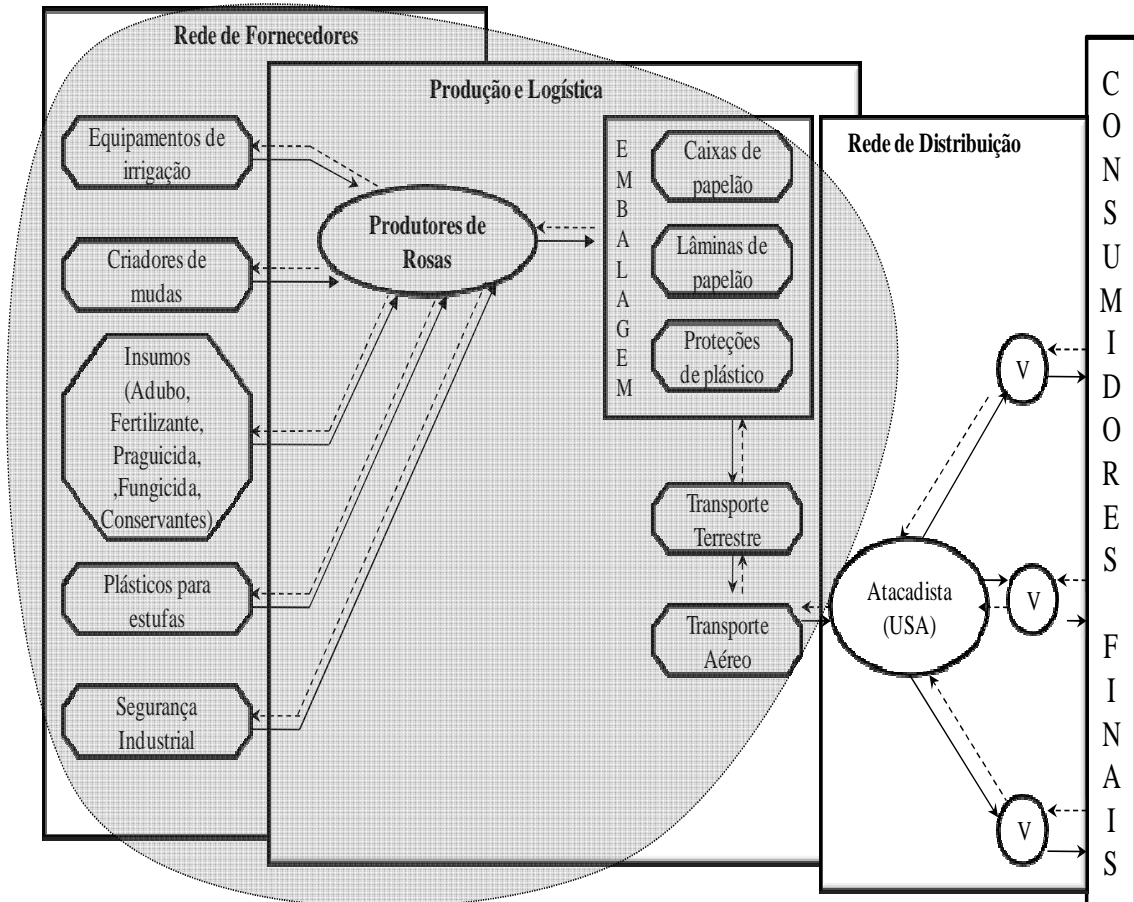 Rede de Fornecedores
Equipamentos de
irrigação
Criadores de
mudas
Insumos
(Adubo,
Fertilizante,
Praguicida,
,Fungicida,
Conservantes)
Plásticos para
estufas
Segurança
Industrial
Produção e Logística
Produtores de
Rosas
E
M
B
A
L
A
G
E
M
Caixas de
papelão
Lâminas de
papelão
Proteções
de plástico
Transporte
Terrestre
Transporte
Aéreo
Rede de Distribuição
Atacadista
(USA)
V
V
V
C
O
N
S
U
M
I
D
O
R
E
S
F
I
N
A
I
S